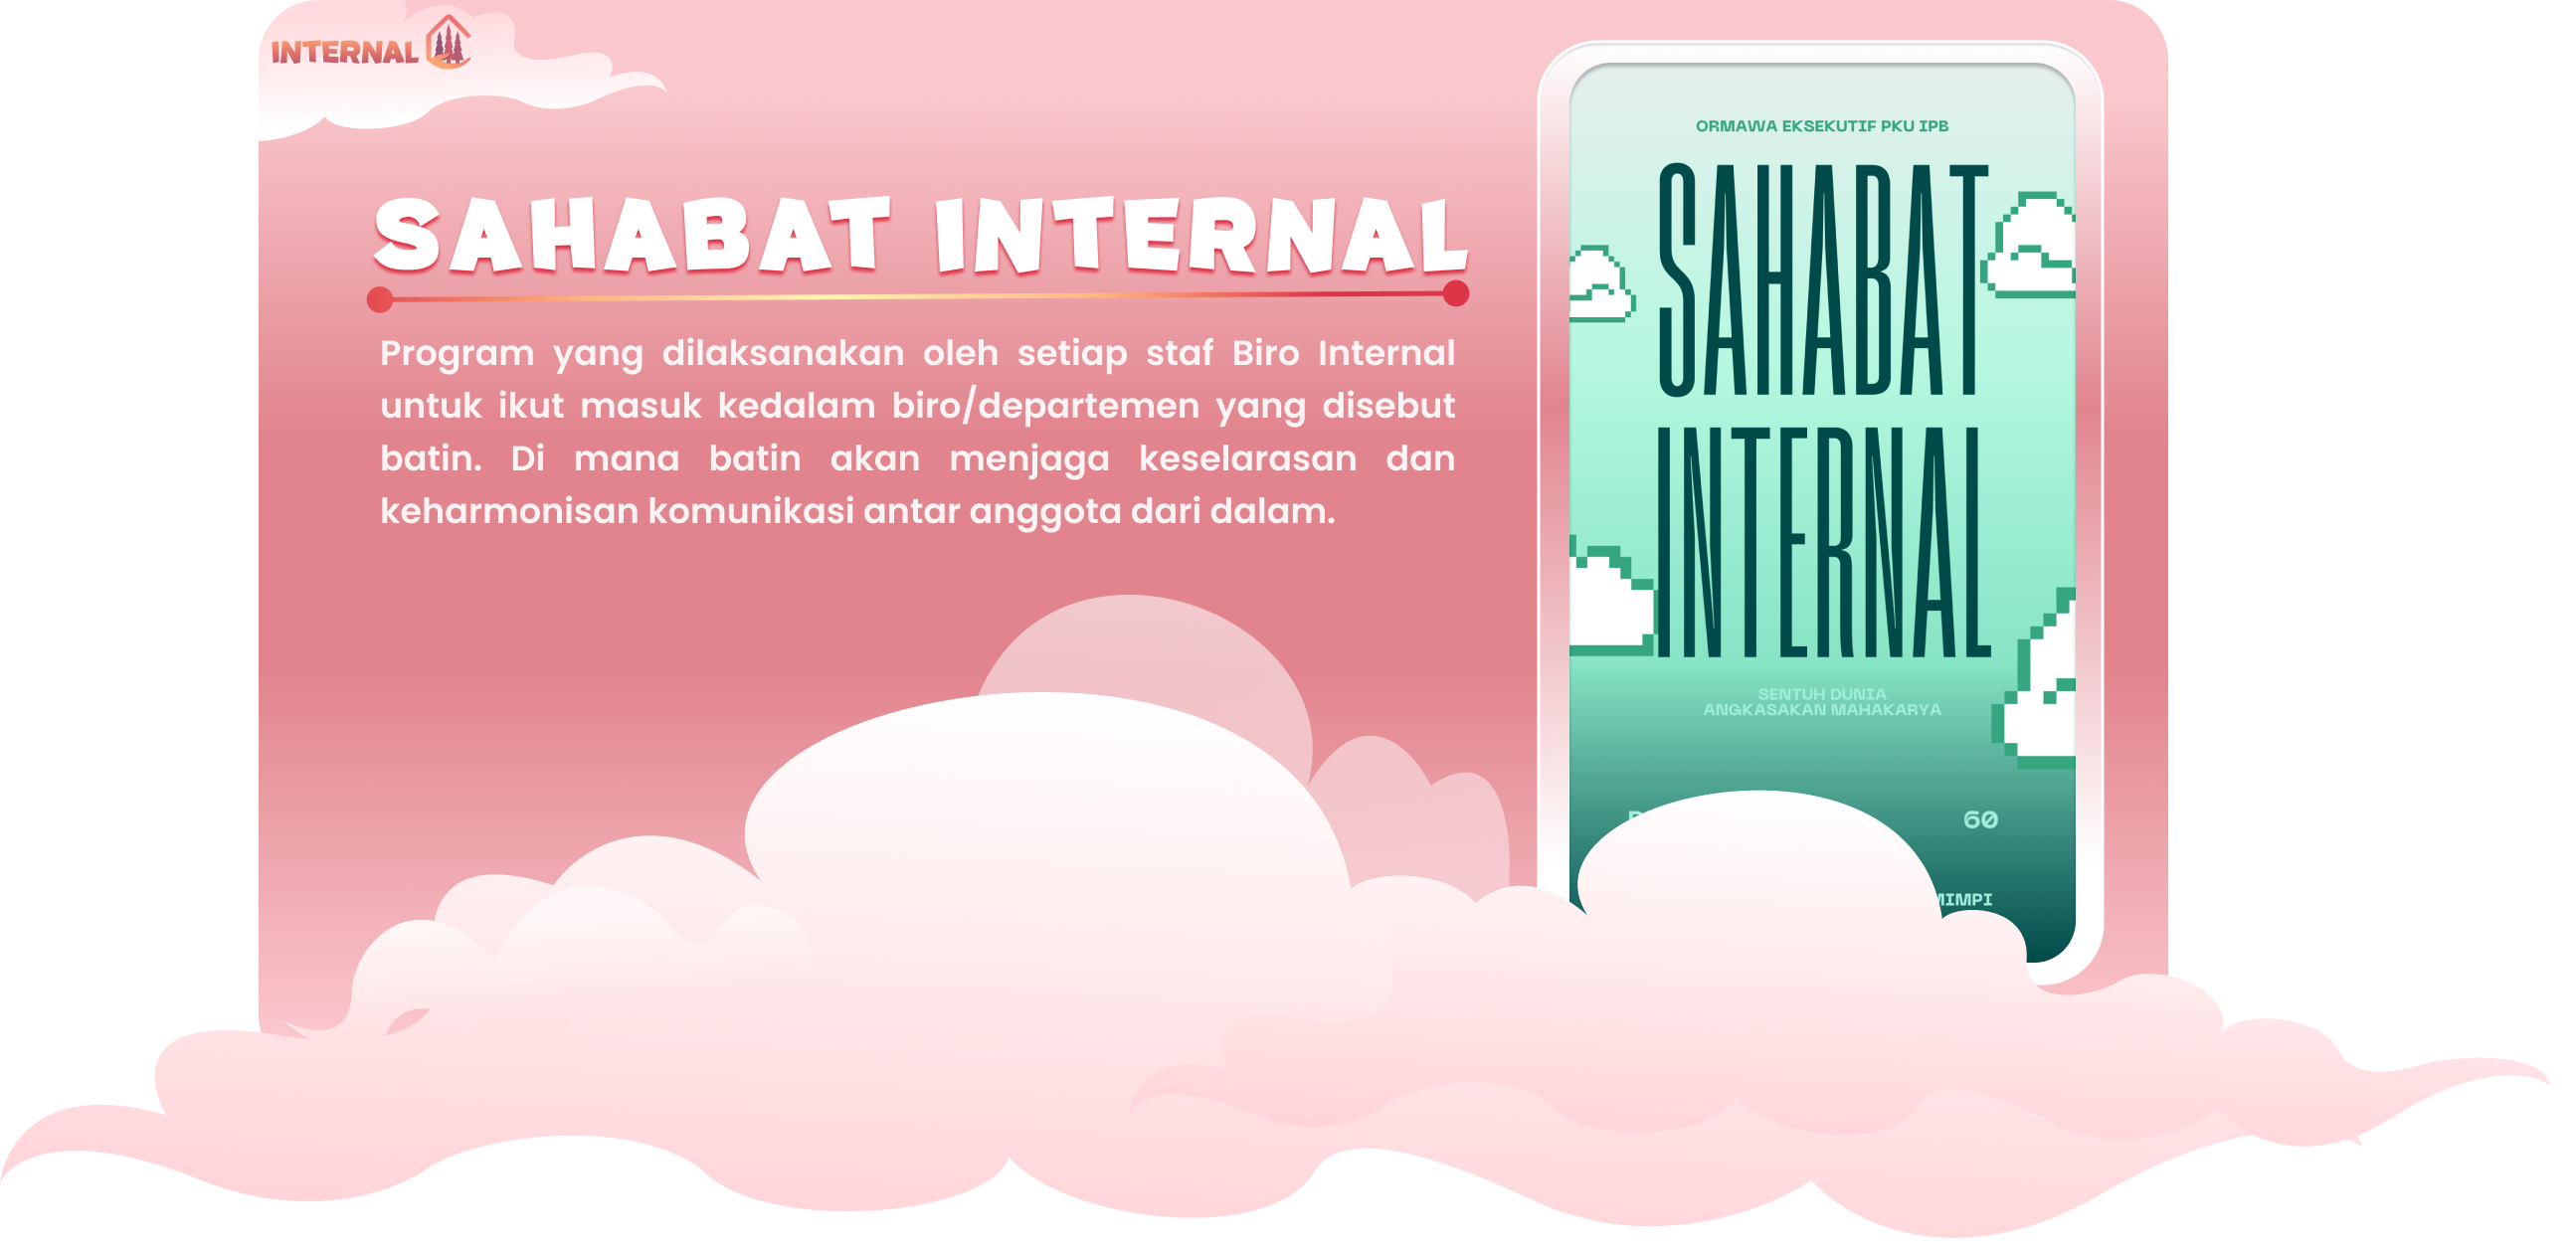 INTERNAL
SAHABAT INTERNAL
Program yang dilaksanakan oleh setiap staf Biro Internal
untuk ikut masuk kedalam biro/departemen yang disebut
batin. Di mana batin akan menjaga keselarasan dan
keharmonisan komunikasi antar anggota dari dalam.
ORMAWA EKSEKUTIF PKU IPB
SAHABAT
INTERNAL
SENTUH DUNIA
ANGKASAKAN MAHAKARYA
60